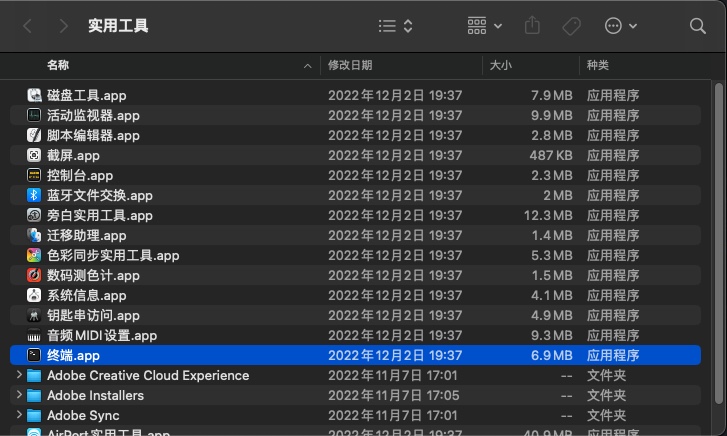 实用工具
名称 修改日期 大小 种类
磁盘工具.app 2022年12月2日 19:37 7.9 MB 应用程序
活动监视器.app 2022年12月2日 19:37 9.9 MB 应用程序
脚本编辑器.app 2022年12月2日 19:37 2.8 MB 应用程序
截屏.app 2022年12月2日 19:37 487 KB 应用程序
控制台.app 2022年12月2日 19:37 2.3 MB 应用程序
蓝牙文件交换.app 2022年12月2日 19:37 2 MB 应用程序
旁白实用工具.app 2022年12月2日 19:37 12.3 MB 应用程序
迁移助理.app 2022年12月2日 19:37 1.4 MB 应用程序
色彩同步实用工具.app 2022年12月2日 19:37 5.3 MB 应用程序
数码测色计.app 2022年12月2日 19:37 1.5 MB 应用程序
系统信息.app 2022年12月2日 19:37 4.1 MB 应用程序
钥匙串访问.app 2022年12月2日 19:37 4.9 MB 应用程序
音频 MIDI 设置.app 2022年12月2日 19:37 9.3 MB 应用程序
终端.app 2022年12月2日 19:37 6.9 MB 应用程序
Adobe Creative Cloud Experience 2022年11月7日 17:01 -- 文件夹
Adobe Installers 2022年11月7日 17:05 -- 文件夹
Adobe Sync 2022年11月7日 17:01 -- 文件夹
AirPort 实用工具.app 2022年12月2日 19:37 40.9 MB 应用程序